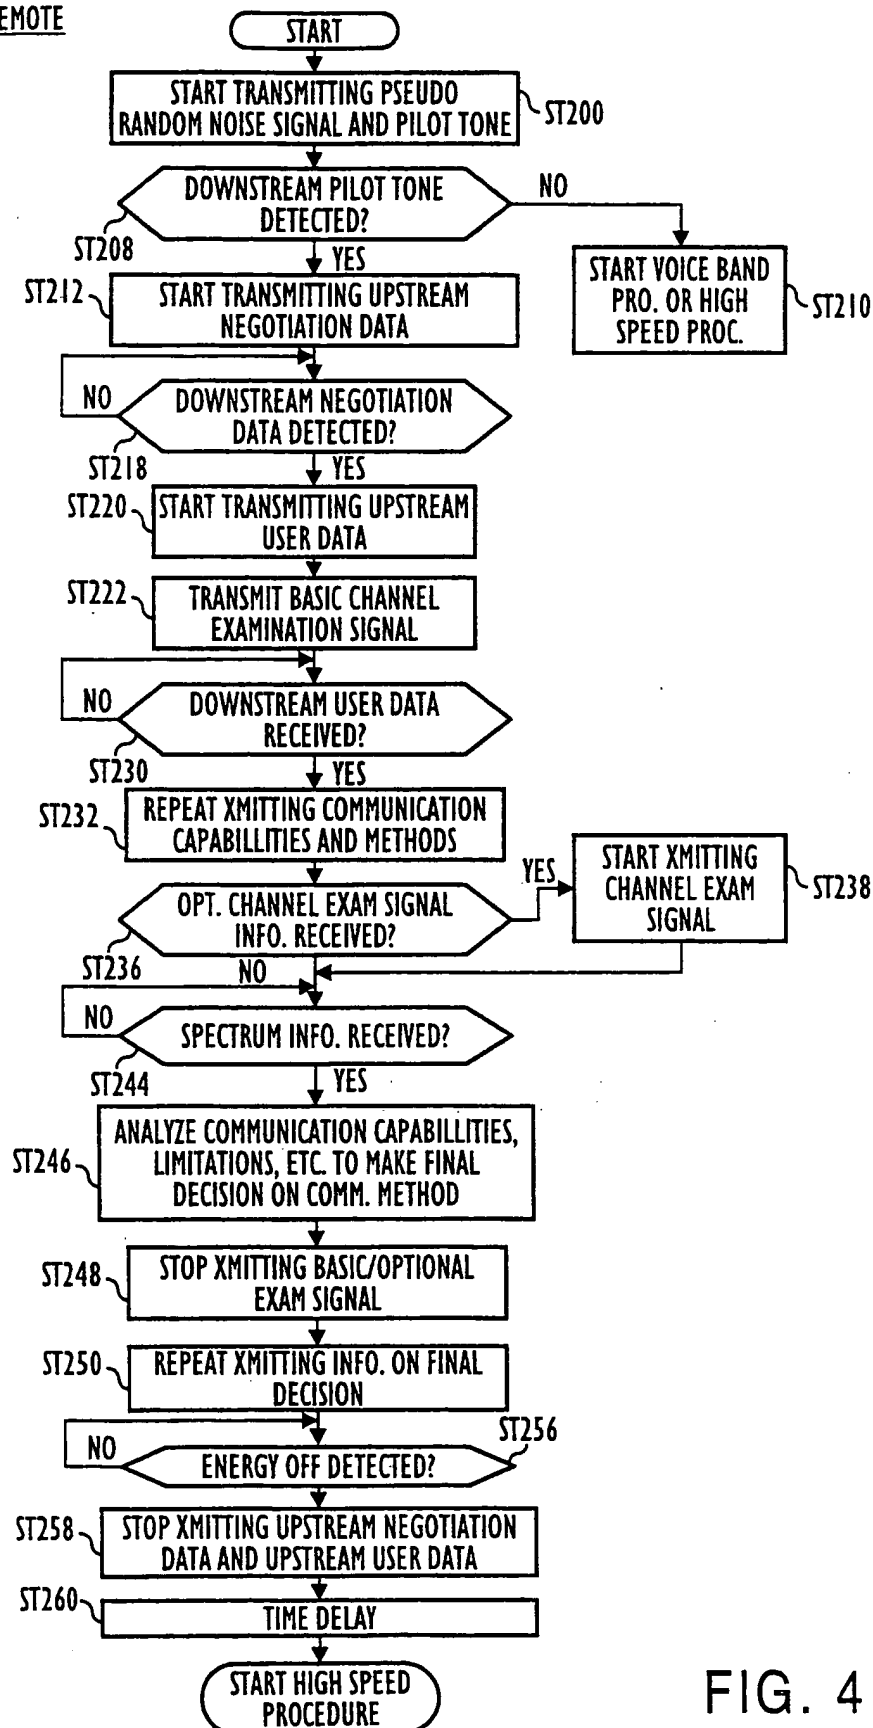 EMOTE
START
START TRANSMITTING PSEUDO
RANDOM NOISE SIGNAL AND PILOT TONE
ST200
DOWNSTREAM PILOT TONE
DETECTED?
NO
ST208
YES
ST212
START TRANSMITTING UPSTREAM
NEGOTIATION DATA
START VOICE BAND
PRO. OR HIGH
SPEED PROC.
ST210
NO
DOWNSTREAM NEGOTIATION
DATA DETECTED?
ST218
YES
ST220
START TRANSMITTING UPSTREAM
USER DATA
ST222
TRANSMIT BASIC CHANNEL
EXAMINATION SIGNAL
NO
DOWNSTREAM USER DATA
RECEIVED?
ST230
YES
ST232
REPEAT XMITTING COMMUNICATION
CAPABILLITIES AND METHODS
YES
START XMITTING
CHANNEL EXAM
SIGNAL
ST238
OPT. CHANNEL EXAM SIGNAL
INFO. RECEIVED?
ST236
NO
NO
SPECTRUM INFO. RECEIVED?
ST244
YES
ST246
ANALYZE COMMUNICATION CAPABILLITIES,
LIMITATIONS, ETC. TO MAKE FINAL
DECISION ON COMM. METHOD
ST248
STOP XMITTING BASIC/OPTIONAL
EXAM SIGNAL
ST250
REPEAT XMITTING INFO. ON FINAL
DECISION
ST256
NO
ENERGY OFF DETECTED?
ST258
STOP XMITTING UPSTREAM NEGOTIATION
DATA AND UPSTREAM USER DATA
ST260
TIME DELAY
START HIGH SPEED
PROCEDURE
FIG. 4